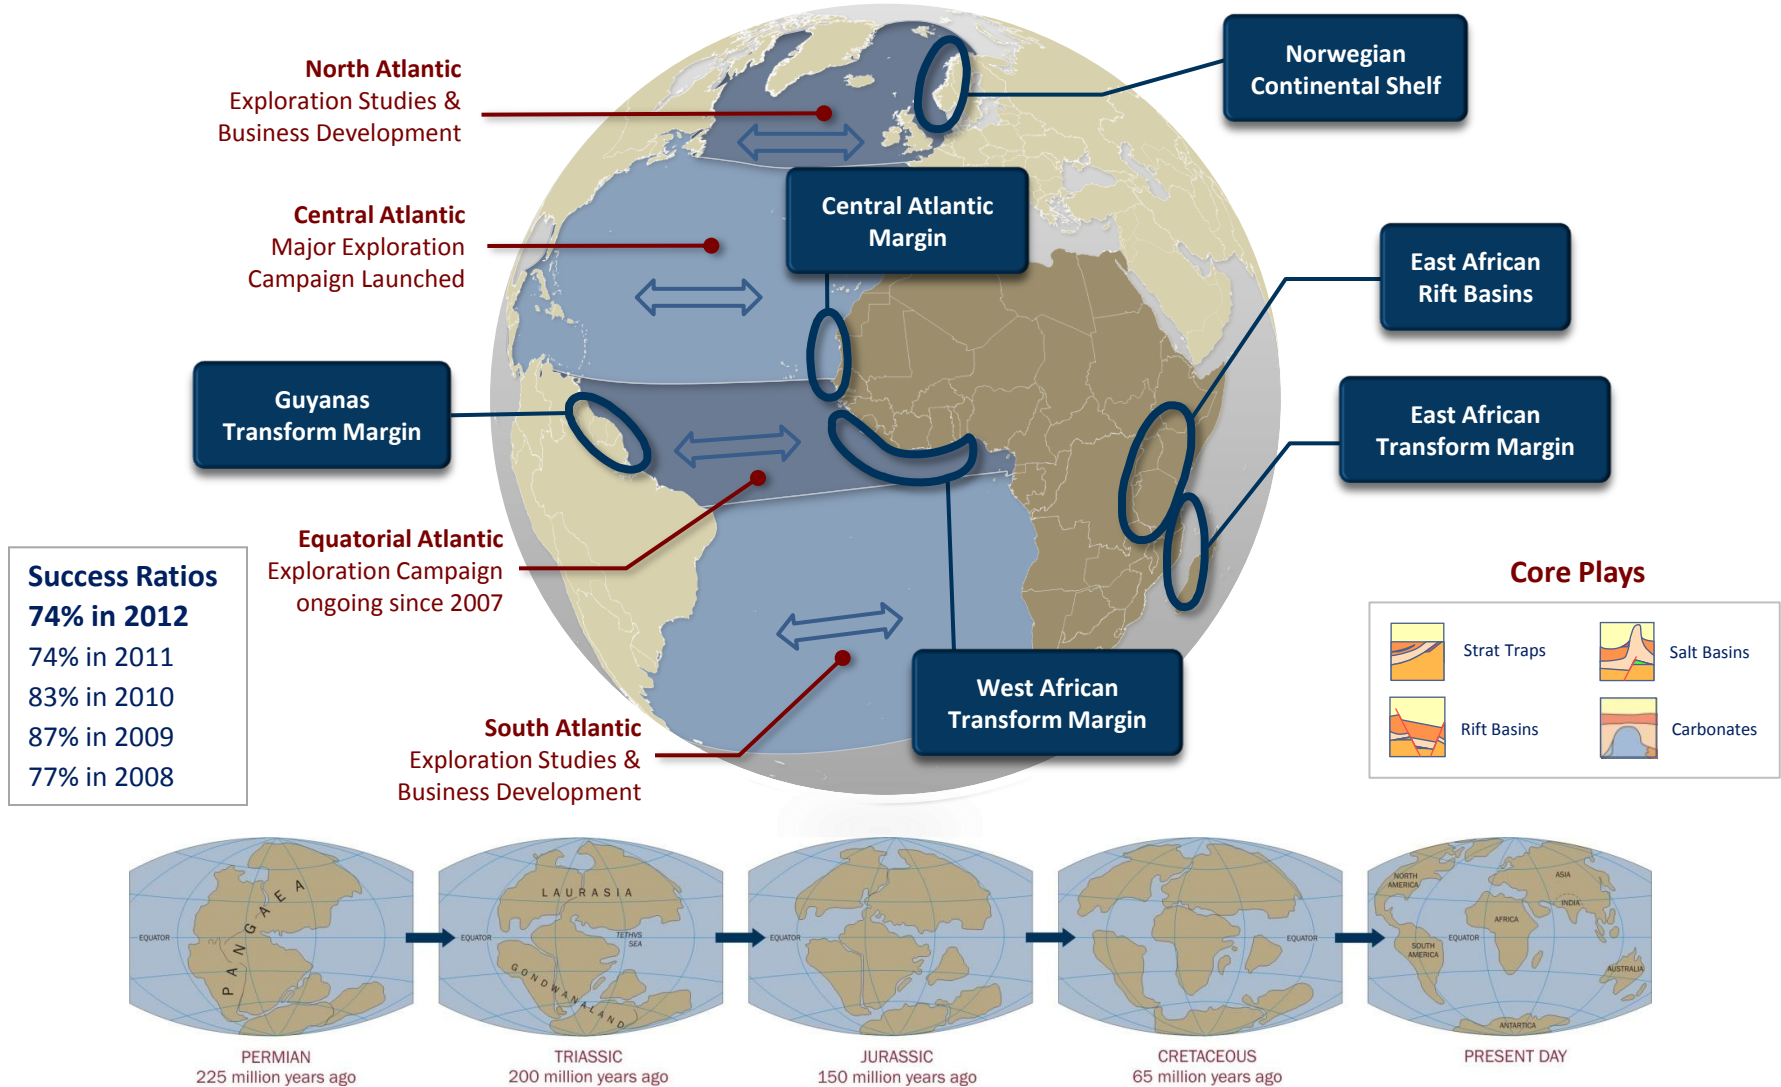 North Atlantic
Exploration Studies &
Business Development
Norwegian
Continental Shelf
Central Atlantic
Major Exploration
Campaign Launched
Central Atlantic
Margin
East African
Rift Basins
Guyanas
Transform Margin
East African
Transform Margin
Equatorial Atlantic
Exploration Campaign
ongoing since 2007
Success Ratios
74% in 2012
74% in 2011
83% in 2010
87% in 2009
77% in 2008
South Atlantic
Exploration Studies &
Business Development
West African
Transform Margin
Core Plays
Strat Traps
Salt Basins
Rift Basins
Carbonates
PANGAEA
EQUATOR
PERMIAN
225 million years ago
LAURASIA
EQUATOR
TETHVS
SEA
GONDWANALAND
TRIASSIC
200 million years ago
EQUATOR
JURASSIC
150 million years ago
EQUATOR
CRETACEOUS
65 million years ago
NORTH
AMERICA
ASIA
INDIA
AFRICA
EQUATOR
SOUTH
AMERICA
AUSTRALIA
ANTARTICA
PRESENT DAY